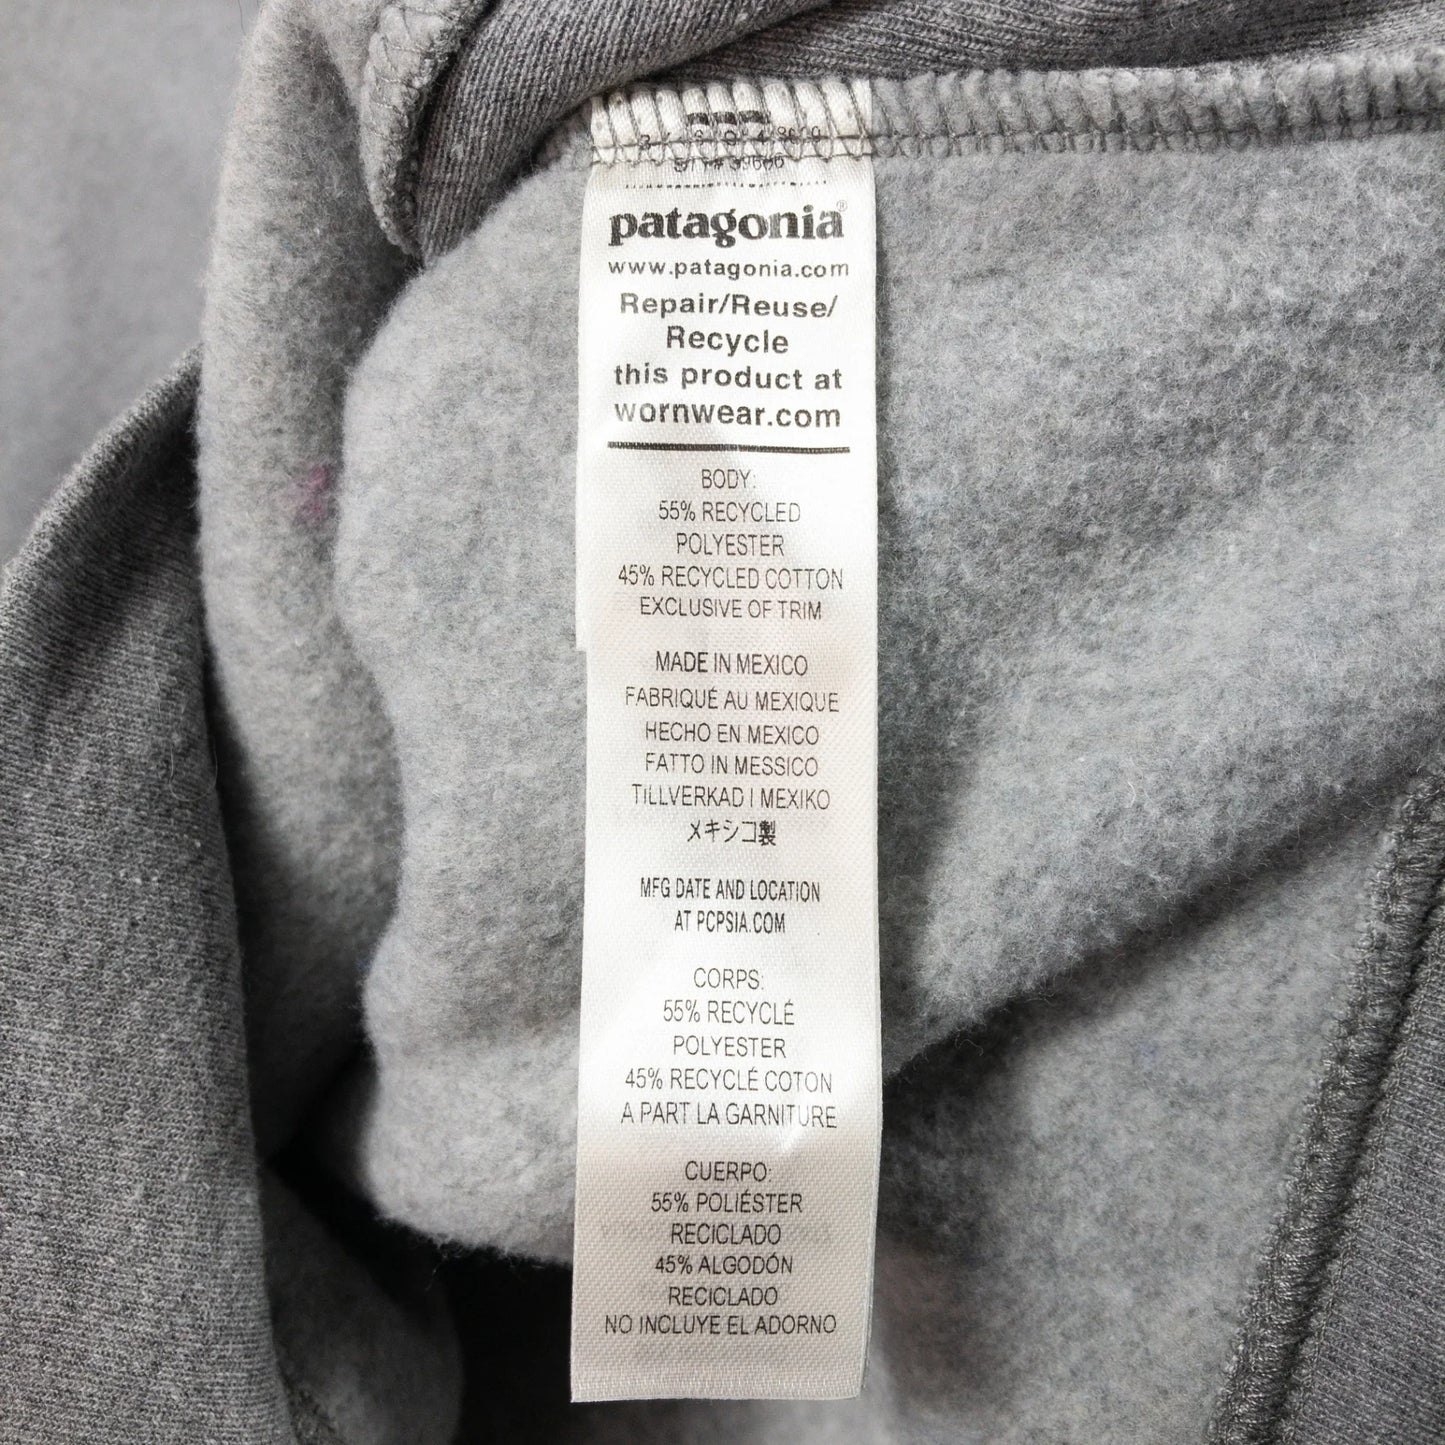 patagonia®
www.patagonia.com
Repair/Reuse/
Recycle
this product at
wornwear.com
BODY:
55% RECYCLED
POLYESTER
45% RECYCLED COTTON
EXCLUSIVE OF TRIM
MADE IN MEXICO
FABRIQUÉ AU MEXIQUE
HECHO EN MEXICO
FATTO IN MESSICO
TILLVERKAD I MEXIKO
メキシコ製
MFG DATE AND LOCATION
AT PCPSIA.COM
CORPS:
55% RECYCLÉ
POLYESTER
45% RECYCLÉ COTON
A PART LA GARNITURE
CUERPO:
55% POLIÉSTER
RECICLADO
45% ALGODÓN
RECICLADO
NO INCLUYE EL ADORNO